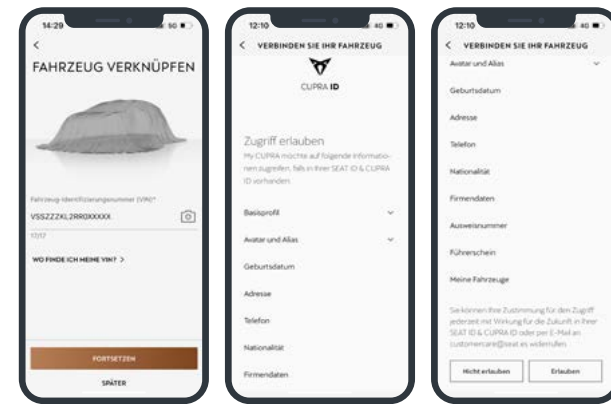 14:29
5G
FAHRZEUG VERKNÜPFEN
Fahrzeug-Identifizierungsnummer (VIN)*
VSSZZZKL2RR0XXXXX
17/17
WO FINDE ICH MEINE VIN? >
FORTSETZEN
SPÄTER
12:10
4G
< VERBINDEN SIE IHR FAHRZEUG
CUPRA ID
Zugriff erlauben
My CUPRA möchte auf folgende Informatio-
nen zugreifen, falls in Ihrer SEAT ID & CUPRA
ID vorhanden:
Basisprofil
Avatar und Alias
Geburtsdatum
Adresse
Telefon
Nationalität
Firmendaten
12:10
4G
< VERBINDEN SIE IHR FAHRZEUG
Avatar und Alias
Geburtsdatum
Adresse
Telefon
Nationalität
Firmendaten
Ausweisnummer
Führerschein
Meine Fahrzeuge
Sie können Ihre Zustimmung für den Zugriff
jederzeit mit Wirkung für die Zukunft in Ihrer
SEAT ID & CUPRA ID oder per E-Mail an
customercare@seat.es widerrufen.
Nicht erlauben
Erlauben